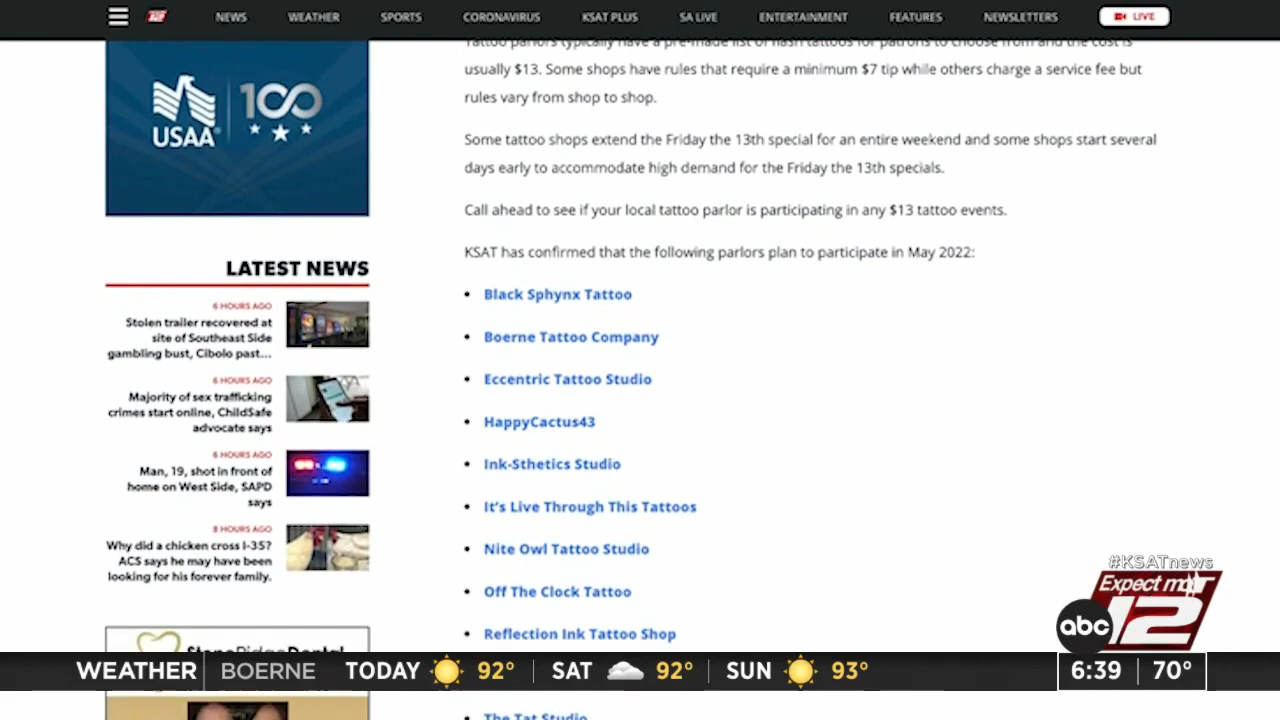 NEWS WEATHER SPORTS CORONAVIRUS KSAT PLUS SA LIVE ENTERTAINMENT FEATURES NEWSLETTERS LIVE
Tattoo parlors typically have a pre-made list of flash tattoos for patrons to choose from and the cost is
usually $13. Some shops have rules that require a minimum $7 tip while others charge a service fee but
rules vary from shop to shop.
Some tattoo shops extend the Friday the 13th special for an entire weekend and some shops start several
days early to accommodate high demand for the Friday the 13th specials.
Call ahead to see if your local tattoo parlor is participating in any $13 tattoo events.
KSAT has confirmed that the following parlors plan to participate in May 2022:
• Black Sphynx Tattoo
• Boerne Tattoo Company
• Eccentric Tattoo Studio
• HappyCactus43
• Ink-Sthetics Studio
• It's Live Through This Tattoos
• Nite Owl Tattoo Studio
• Off The Clock Tattoo
• Reflection Ink Tattoo Shop
• The Tat Studio
USAA® 100
LATEST NEWS
6 HOURS AGO
Stolen trailer recovered at
site of Southeast Side
gambling bust, Cibolo past...
6 HOURS AGO
Majority of sex trafficking
crimes start online, ChildSafe
advocate says
6 HOURS AGO
Man, 19, shot in front of
home on West Side, SAPD
says
8 HOURS AGO
Why did a chicken cross I-35?
ACS says he may have been
looking for his forever family.
StoneRidge Dental
#KSATnews
abc 12
WEATHER BOERNE TODAY 92° SAT 92° SUN 93° 6:39 70°